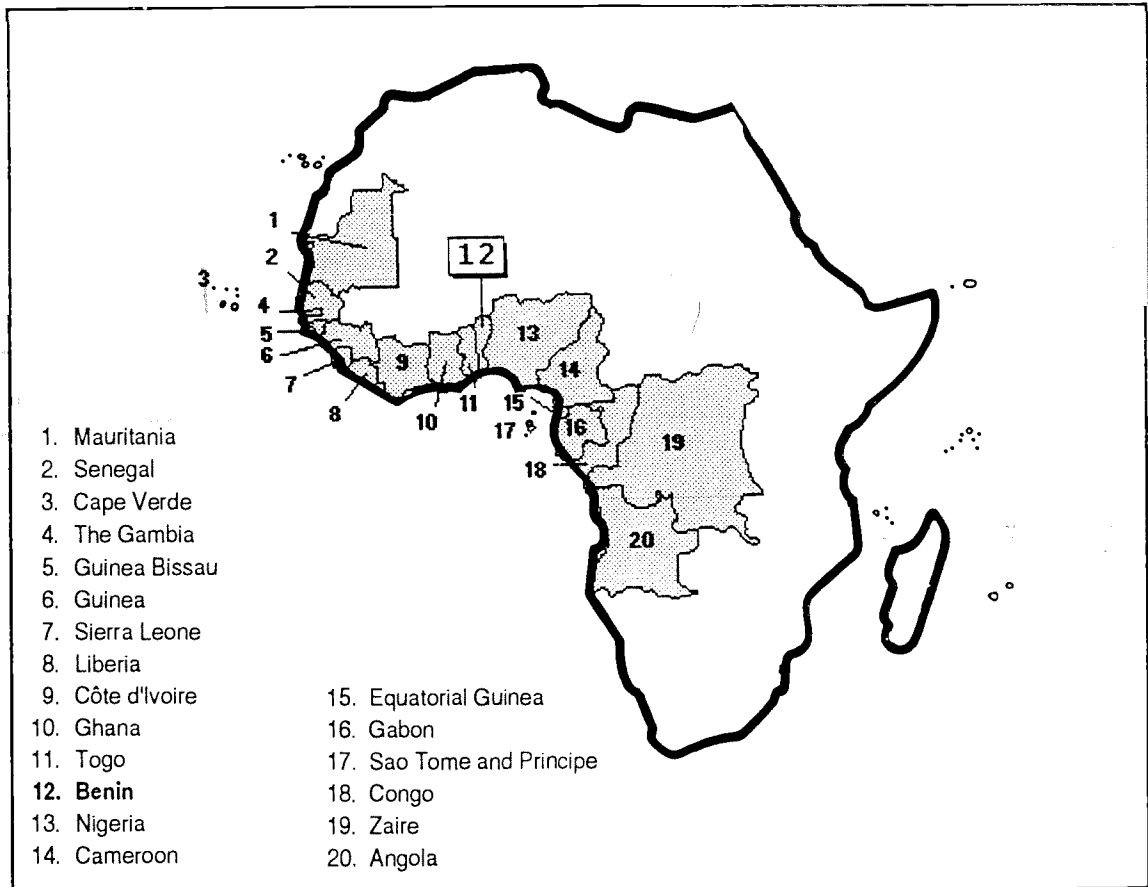 1
2
3
4
5
6
7
8
9
10
11
12
13
14
15
16
17
18
19
20
1. Mauritania
2. Senegal
3. Cape Verde
4. The Gambia
5. Guinea Bissau
6. Guinea
7. Sierra Leone
8. Liberia
9. Côte d'Ivoire
10. Ghana
11. Togo
12. Benin
13. Nigeria
14. Cameroon
15. Equatorial Guinea
16. Gabon
17. Sao Tome and Principe
18. Congo
19. Zaire
20. Angola